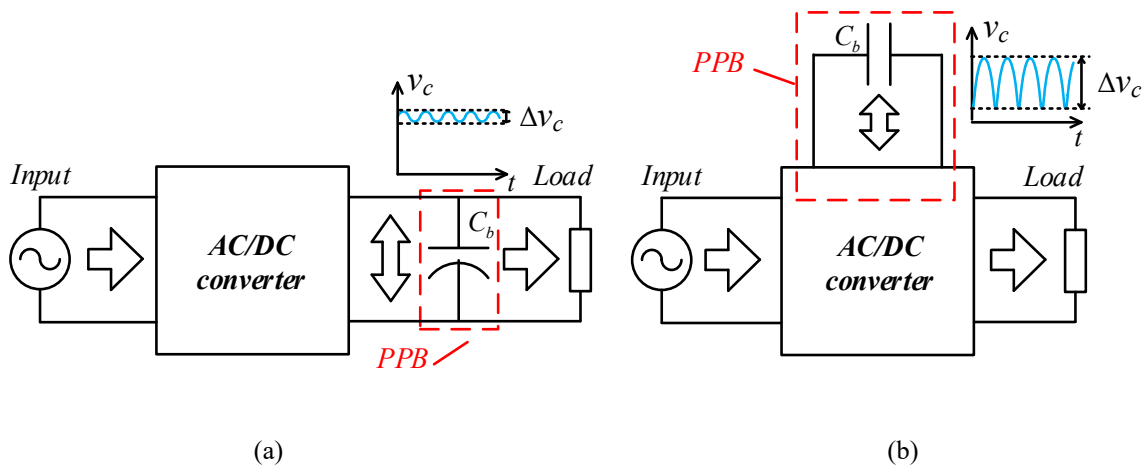 v_c
Δv_c
t
Input
Load
AC/DC
converter
C_b
PPB
(a)
PPB
C_b
v_c
Δv_c
t
Input
Load
AC/DC
converter
(b)